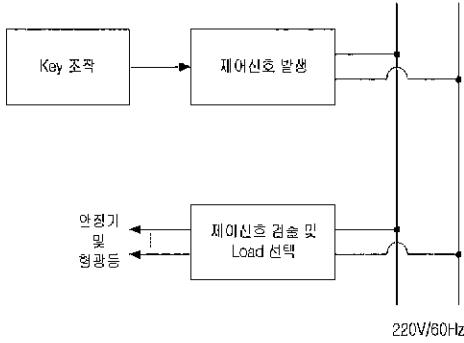 Key 조작
제어신호 발생
안정기
및
형광등
제어신호 검출 및
Load 선택
220V/60Hz